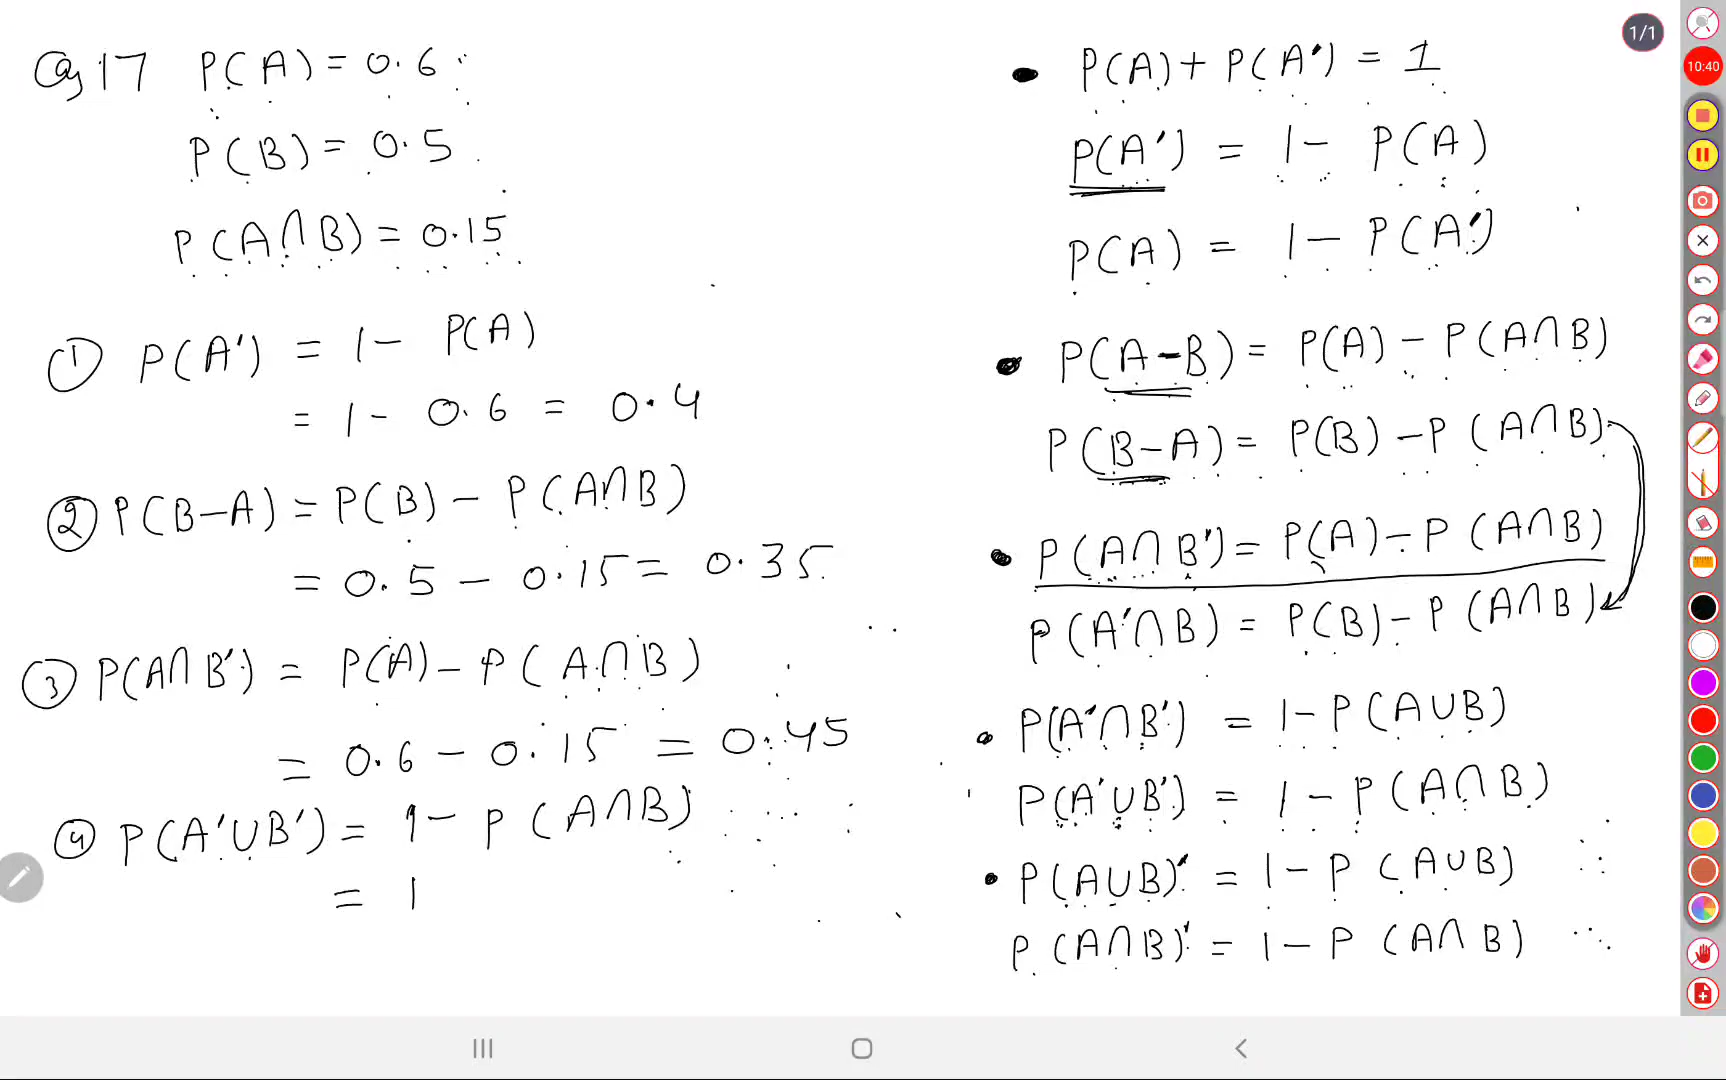 Q 17 P(A) = 0.6
P(B) = 0.5
P(A∩B) = 0.15
① P(A') = 1 - P(A)
= 1 - 0.6 = 0.4
② P(B-A) = P(B) - P(A∩B)
= 0.5 - 0.15 = 0.35
③ P(A∩B') = P(A) - P(A∩B)
= 0.6 - 0.15 = 0.45
④ P(A'∪B') = 1 - P(A∩B)
= 1
• P(A) + P(A') = 1
P(A') = 1 - P(A)
P(A) = 1 - P(A')
• P(A-B) = P(A) - P(A∩B)
P(B-A) = P(B) - P(A∩B)
• P(A∩B') = P(A) - P(A∩B)
P(A'∩B) = P(B) - P(A∩B)
• P(A'∩B') = 1 - P(A∪B)
P(A'∪B') = 1 - P(A∩B)
• P(A∪B)' = 1 - P(A∪B)
P(A∩B)' = 1 - P(A∩B)
1/1
10:40